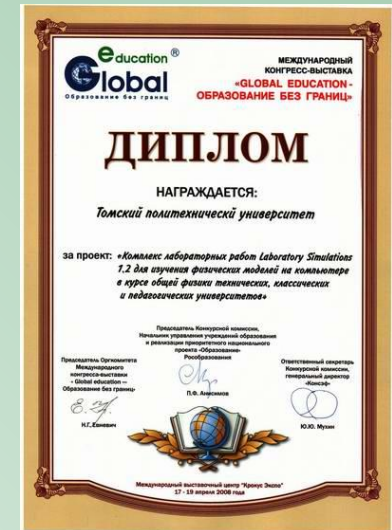 education ®
Global
Образование без границ
МЕЖДУНАРОДНЫЙ
КОНГРЕСС-ВЫСТАВКА
«GLOBAL EDUCATION -
ОБРАЗОВАНИЕ БЕЗ ГРАНИЦ»
ДИПЛОМ
НАГРАЖДАЕТСЯ:
Томский политехническй университет
за проект: «Комплекс лабораторных работ Laboratory Simulations
1.2 для изучения физических моделей на компьютере
в курсе общей физики технических, классических
и педагогических университетов»
Председатель Конкурсной комиссии,
Начальник управления учреждений образования
и реализации приоритетного национального
проекта «Образование»
Рособразования
П.Ф. Анисимов
Председатель Оргкомитета
Международного
конгресса-выставки
« Global education —
Образование без границ»
Н.Г. Евневич
Ответственный секретарь
Конкурсной комиссии,
генеральный директор
«Консэф»
Ю.Ю. Мухин
Международный выставочный центр "Крокус Экспо"
17 - 19 апреля 2008 года